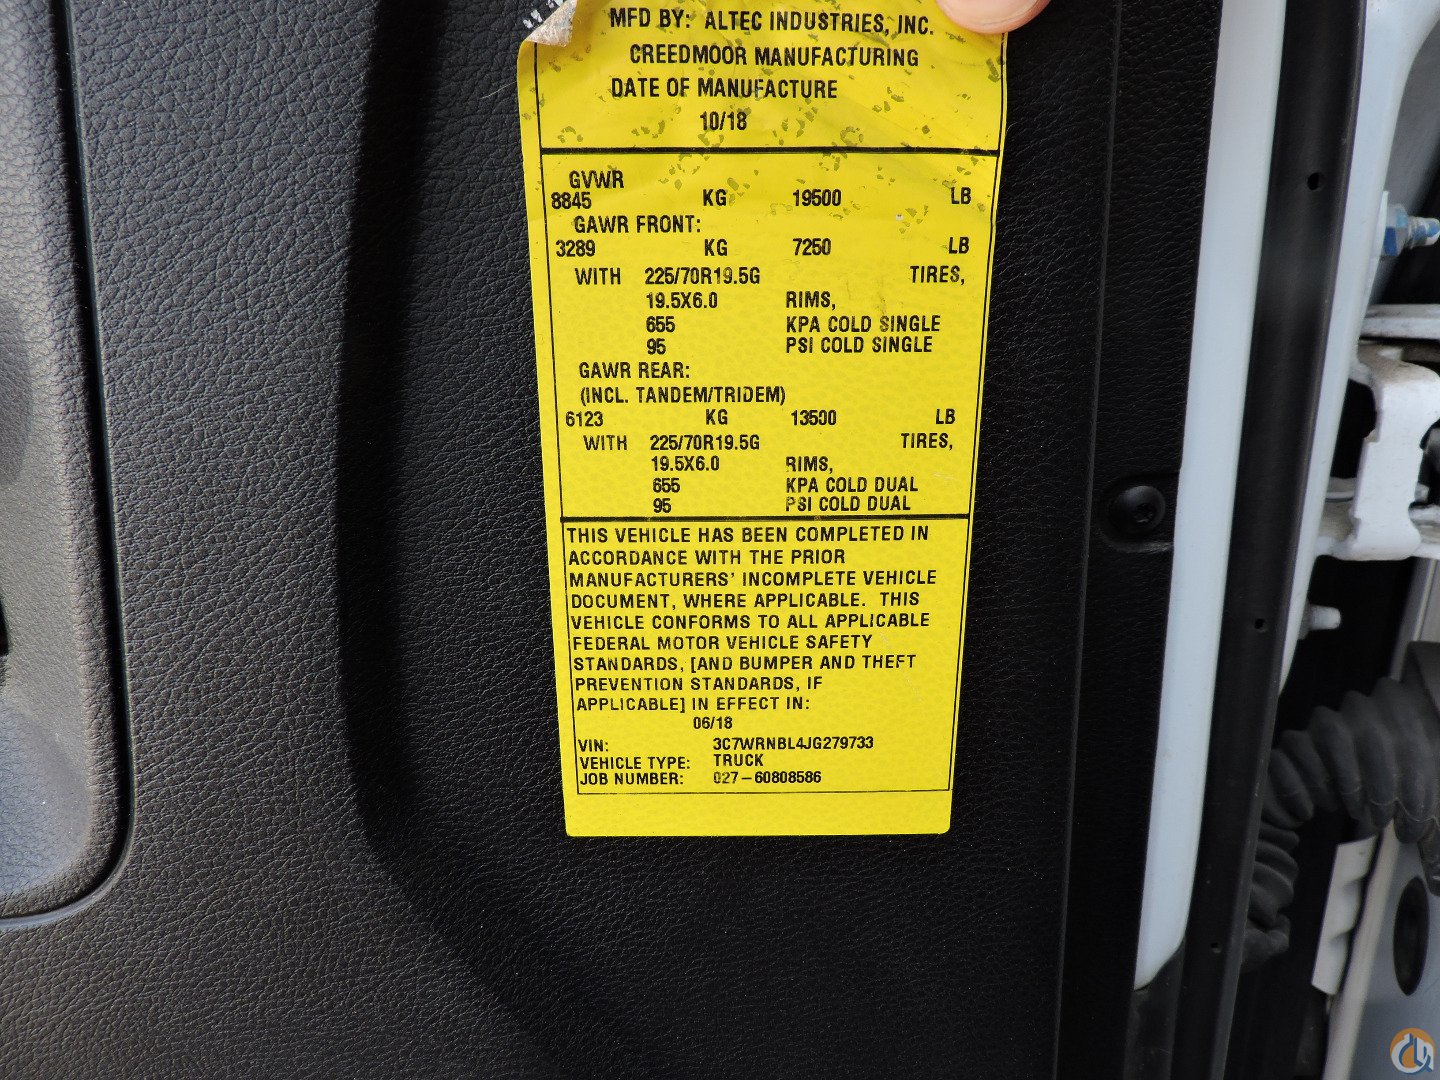 MFD BY: ALTEC INDUSTRIES, INC.
CREEDMOOR MANUFACTURING
DATE OF MANUFACTURE
10/18
GVWR
8845 KG 19500 LB
GAWR FRONT:
3289 KG 7250 LB
WITH 225/70R19.5G TIRES,
19.5X6.0 RIMS,
655 KPA COLD SINGLE
95 PSI COLD SINGLE
GAWR REAR:
(INCL. TANDEM/TRIDEM)
6123 KG 13500 LB
WITH 225/70R19.5G TIRES,
19.5X6.0 RIMS,
655 KPA COLD DUAL
95 PSI COLD DUAL
THIS VEHICLE HAS BEEN COMPLETED IN
ACCORDANCE WITH THE PRIOR
MANUFACTURERS' INCOMPLETE VEHICLE
DOCUMENT, WHERE APPLICABLE. THIS
VEHICLE CONFORMS TO ALL APPLICABLE
FEDERAL MOTOR VEHICLE SAFETY
STANDARDS, [AND BUMPER AND THEFT
PREVENTION STANDARDS, IF
APPLICABLE] IN EFFECT IN:
06/18
VIN: 3C7WRNBL4JG279733
VEHICLE TYPE: TRUCK
JOB NUMBER: 027-60808586